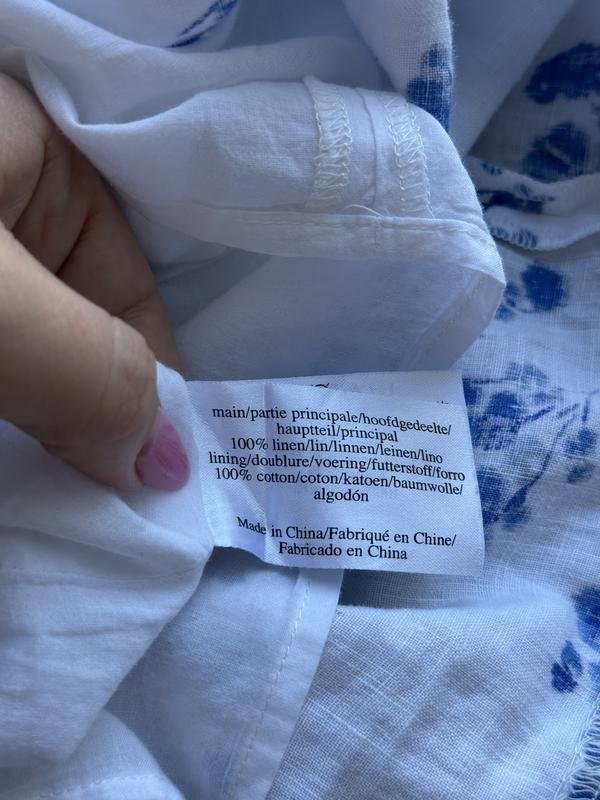 main/partie principale/hoofdgedeelte/
hauptteil/principal
100% linen/lin/linnen/leinen/lino
lining/doublure/voering/futterstoff/forro
100% cotton/coton/katoen/baumwolle/
algodón
Made in China/Fabriqué en Chine/
Fabricado en China